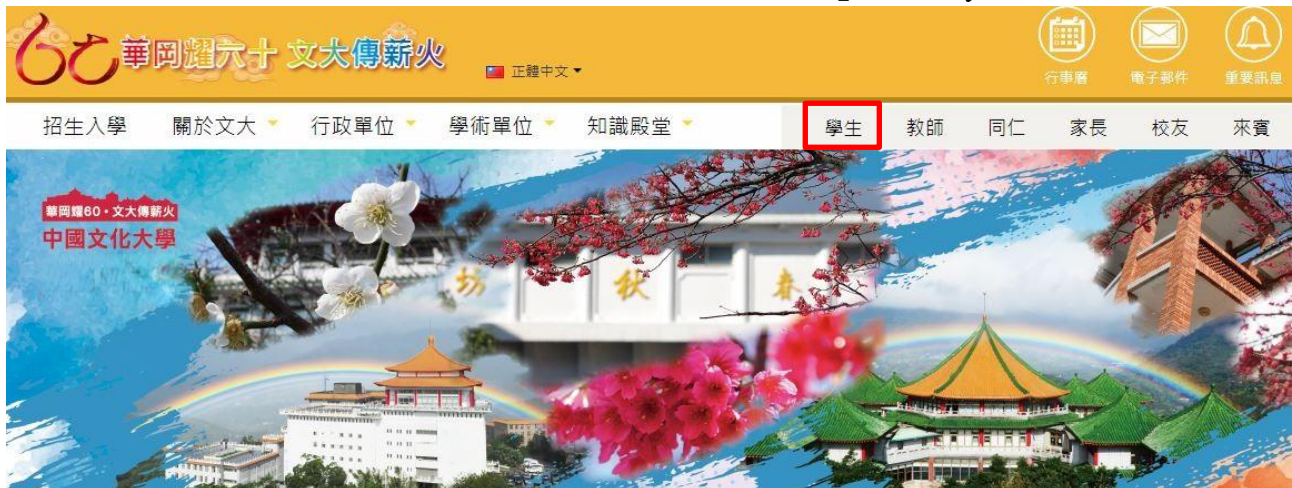 華岡耀六十 文大傳薪火
正體中文
行事曆
電子郵件
重要訊息
招生入學 關於文大 行政單位 學術單位 知識殿堂 學生 教師 同仁 家長 校友 來賓
華岡耀60・文大傳薪火
中國文化大學
坊 秋 春